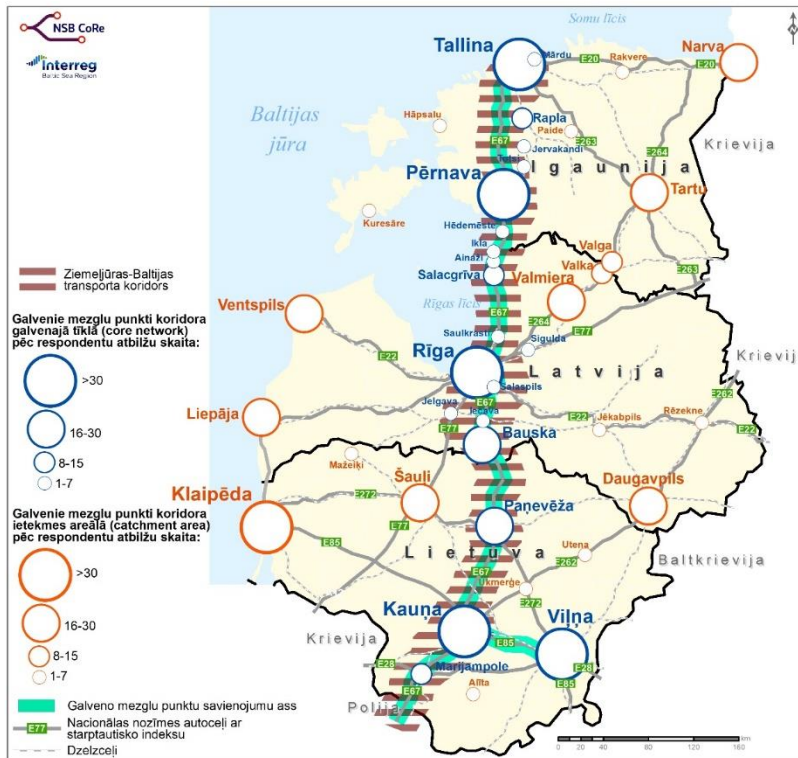 NSB CoRe
Interreg
Baltic Sea Region
Somu līcis
Tallina
Mārdu
Narva
E20
Rakvere
E20
Baltijas
jūra
Hāpsalu
Rapla
Paide
E263
Krievija
E67
Jervakandi
E264
Tutsi
Igaunija
Pērnava
Tartu
Kuresāre
Hēdemēste
Ikla
Ainaži
Valga
Valka
E263
Salacgrīva
Valmiera
Ziemeļjūras-Baltijas
transporta koridors
Galvenie mezglu punkti koridora
galvenajā tīklā (core network)
pēc respondentu atbilžu skaita:
>30
16-30
8-15
1-7
Ventspils
Rīgas līcis
E67
E264
E77
Saulkrasti
Sigulda
E22
Rīga
Latvija
Krievij
Salaspils
E67
E262
Jelgava
Iecava
Liepāja
E77
E22
Jēkabpils
Rēzekne
E22
Bauska
Mažeiķi
Galvenie mezglu punkti koridora
ietekmes areālā (catchment area)
pēc respondentu atbilžu skaita:
>30
16-30
8-15
1-7
Klaipēda
E272
Šauļi
Daugavpils
E77
Paņevēža
E85
Lietuva
Utena
Baltkrievija
E67
E262
Ukmerģe
E272
Kauņa
Viļņa
Krievija
E85
E28
Marijampole
E28
E67
Alīta
E85
Polija
Galveno mezglu punktu savisnojumu ass
E77
Nacionālas nozīmes autoceļi ar
starptautisko indeksu
Dzelzceļi
km
0 10 20 40 80 120 160